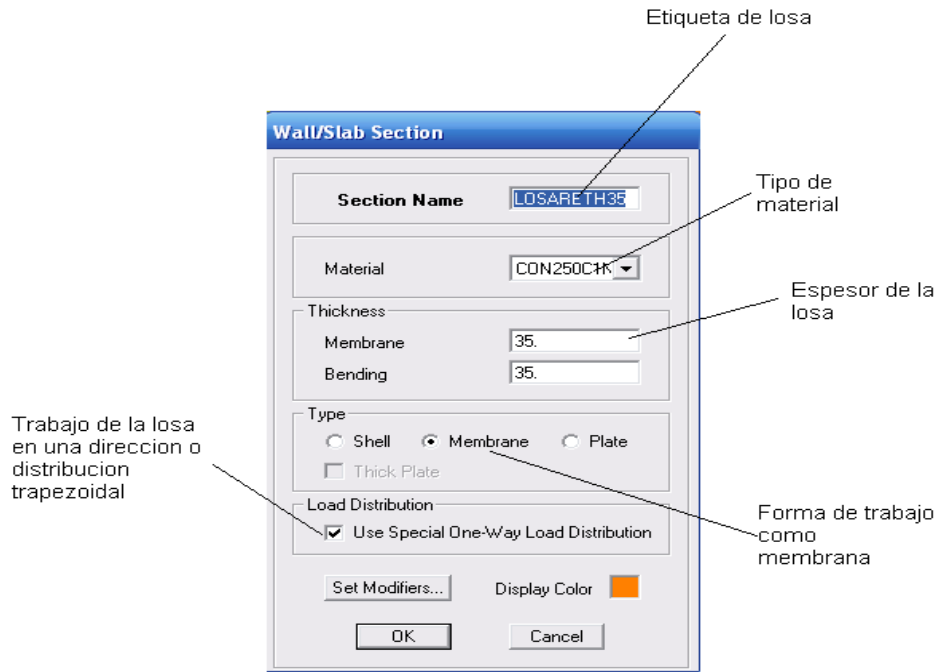 Etiqueta de losa
Wall/Slab Section
Section Name
LOSARETH35
Tipo de
material
Material
CON250C1K
Espesor de la
losa
Thickness
Membrane
35.
Bending
35.
Trabajo de la losa
en una direccion o
distribucion
trapezoidal
Type
Shell
Membrane
Plate
Thick Plate
Load Distribution
Use Special One-Way Load Distribution
Forma de trabajo
como
membrana
Set Modifiers...
Display Color
OK
Cancel